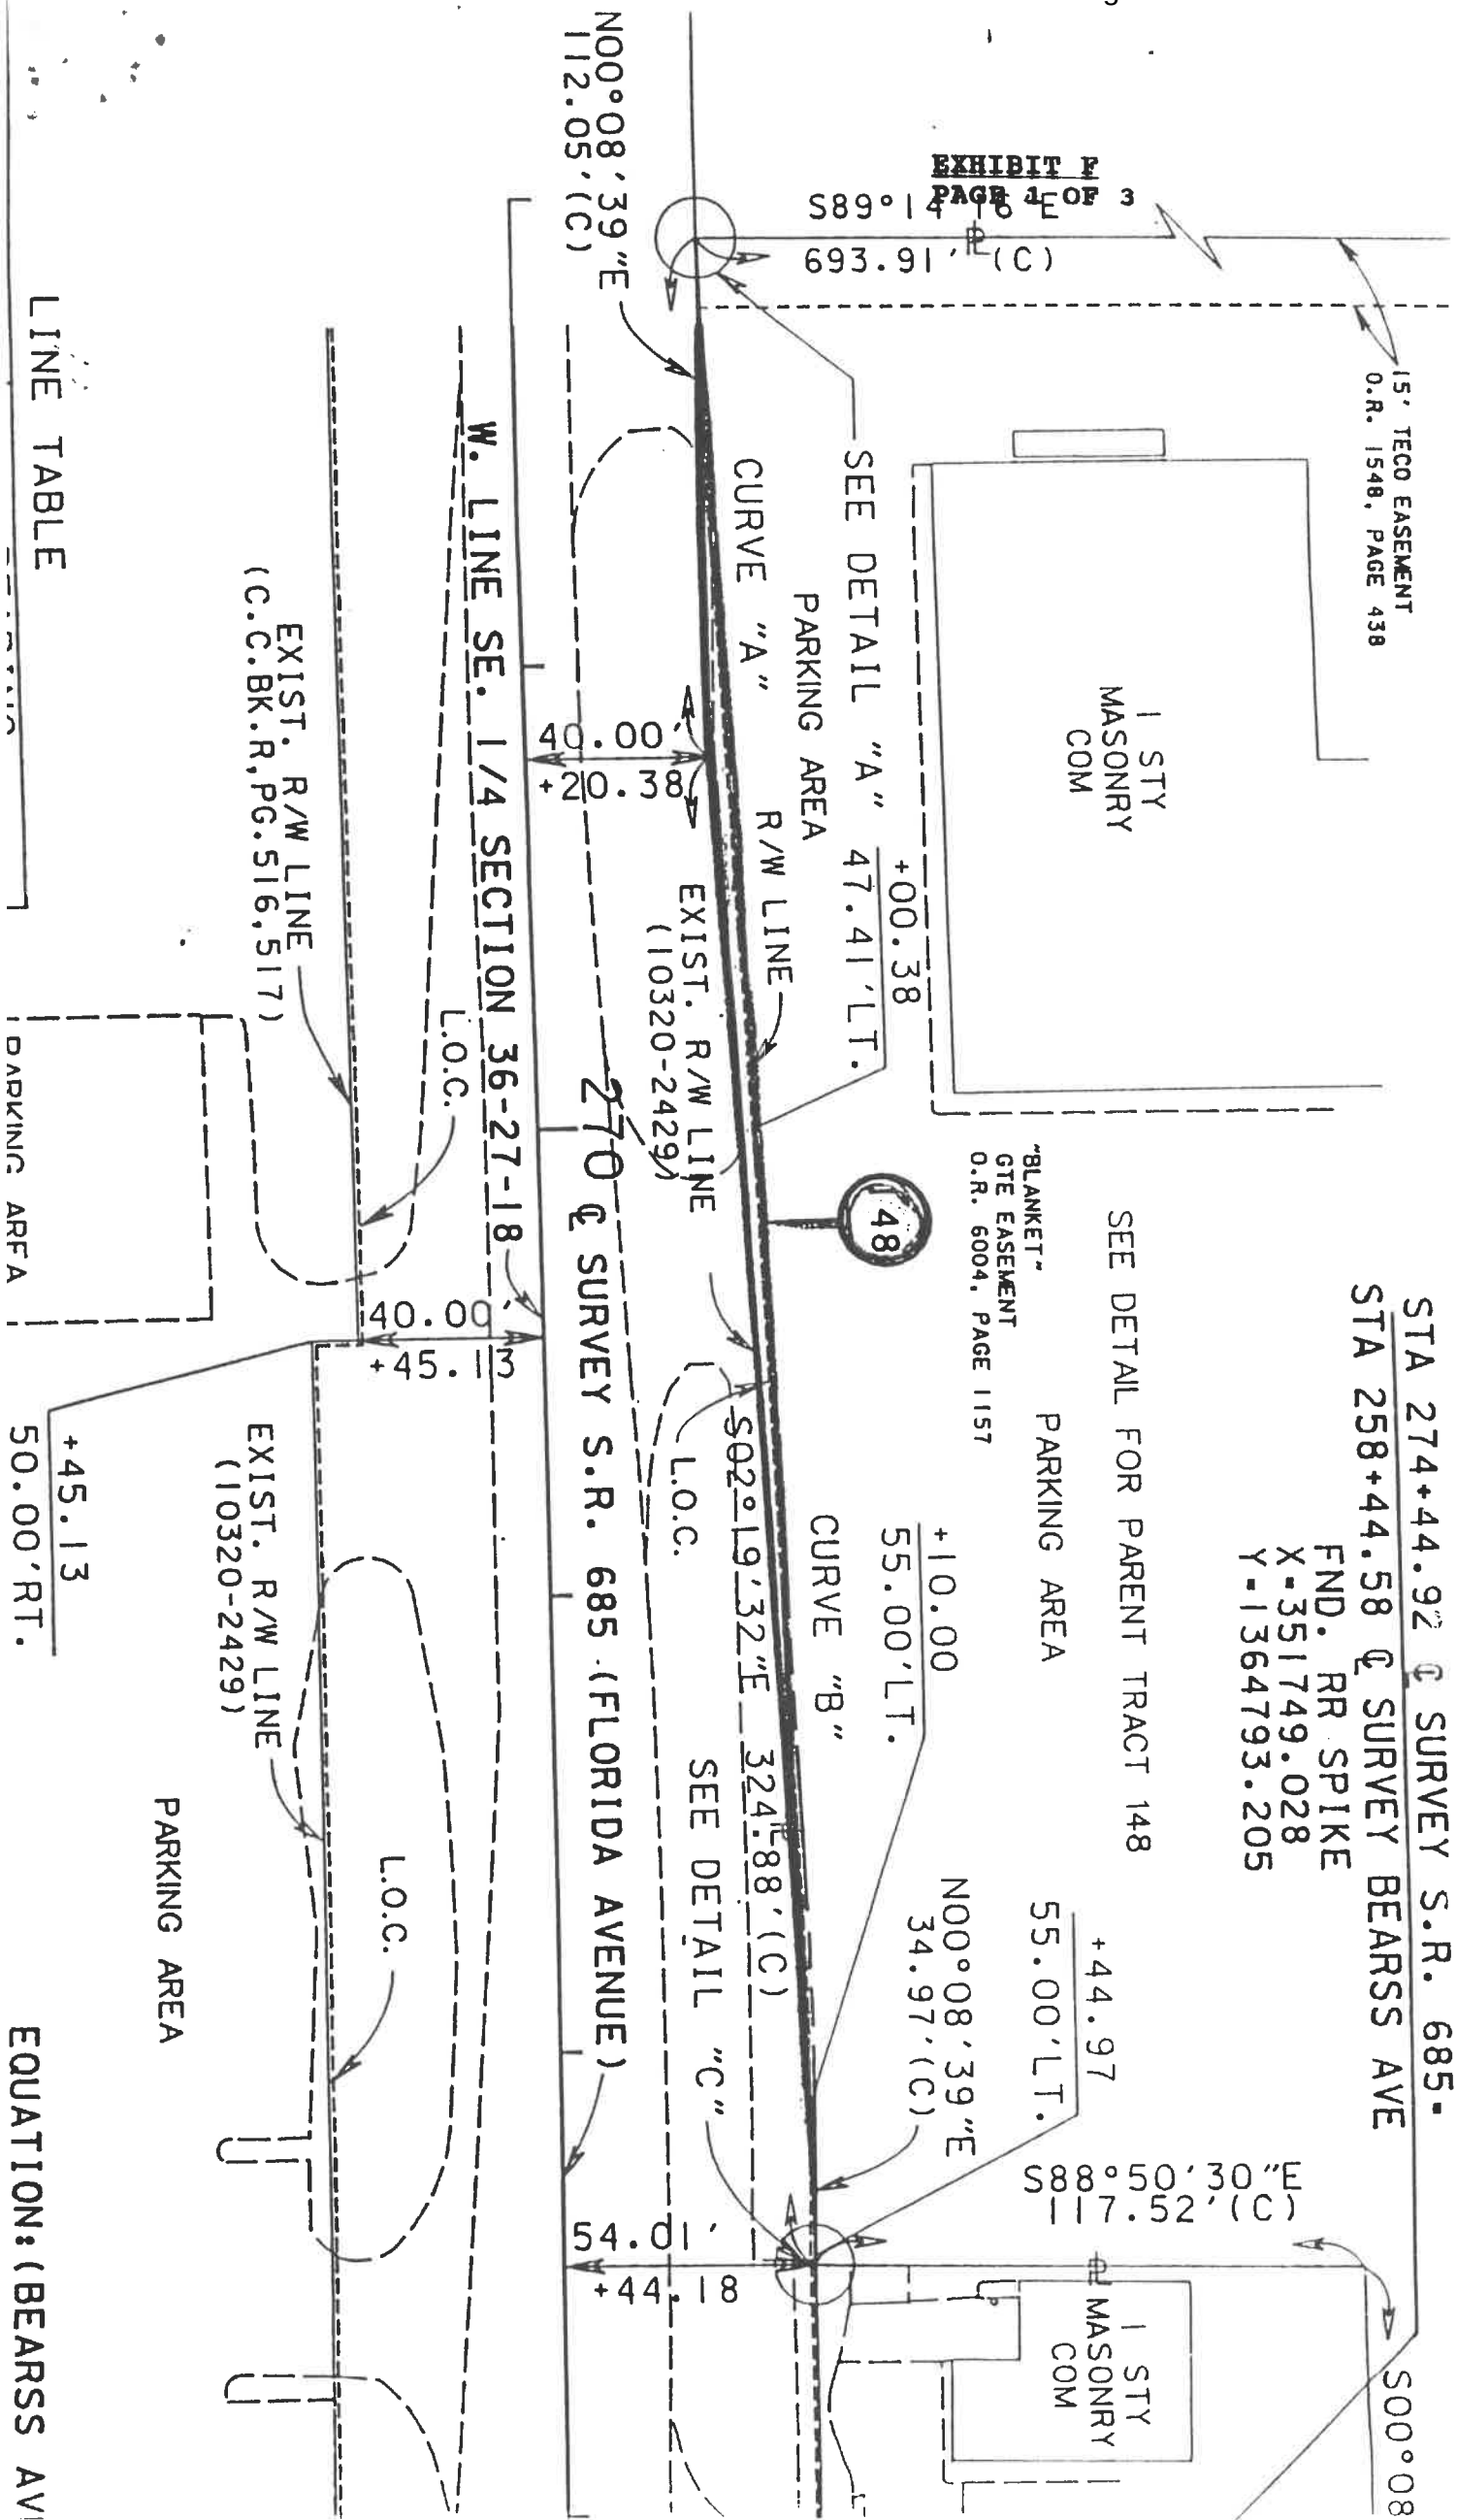 EXHIBIT F
PAGE 1 OF 3
S89°14'16"E
693.91' (C)
N00°08'39"E
112.05'(C)
15' TECO EASEMENT
O.R. 1548, PAGE 438
1 STY
MASONRY
COM
SEE DETAIL "A"
PARKING AREA
CURVE "A"
R/W LINE
+00.38
47.41'LT.
40.00'
+20.38
EXIST. R/W LINE
(10320-2429)
W. LINE SE. 1/4 SECTION 36-27-18
270
℄ SURVEY S.R. 685 (FLORIDA AVENUE)
EXIST. R/W LINE
(C.C.BK.R,PG.516,517)
L.O.C.
LINE TABLE
PARKING AREA
40.00'
+45.13
+45.13
50.00'RT.
148
"BLANKET"
GTE EASEMENT
O.R. 6004, PAGE 1157
SEE DETAIL FOR PARENT TRACT 148
PARKING AREA
STA 274+44.92 ℄ SURVEY S.R. 685=
STA 258+44.58 ℄ SURVEY BEARSS AVE
FND. RR SPIKE
X=351749.028
Y=1364793.205
+10.00
55.00'LT.
CURVE "B"
S02°19'32"E 324.88'(C)
L.O.C.
SEE DETAIL "C"
+44.97
55.00'LT.
N00°08'39"E
34.97'(C)
S88°50'30"E
117.52'(C)
54.01'
+44.18
1 STY
MASONRY
COM
S00°08
EXIST. R/W LINE
(10320-2429)
L.O.C.
PARKING AREA
EQUATION:(BEARSS AV